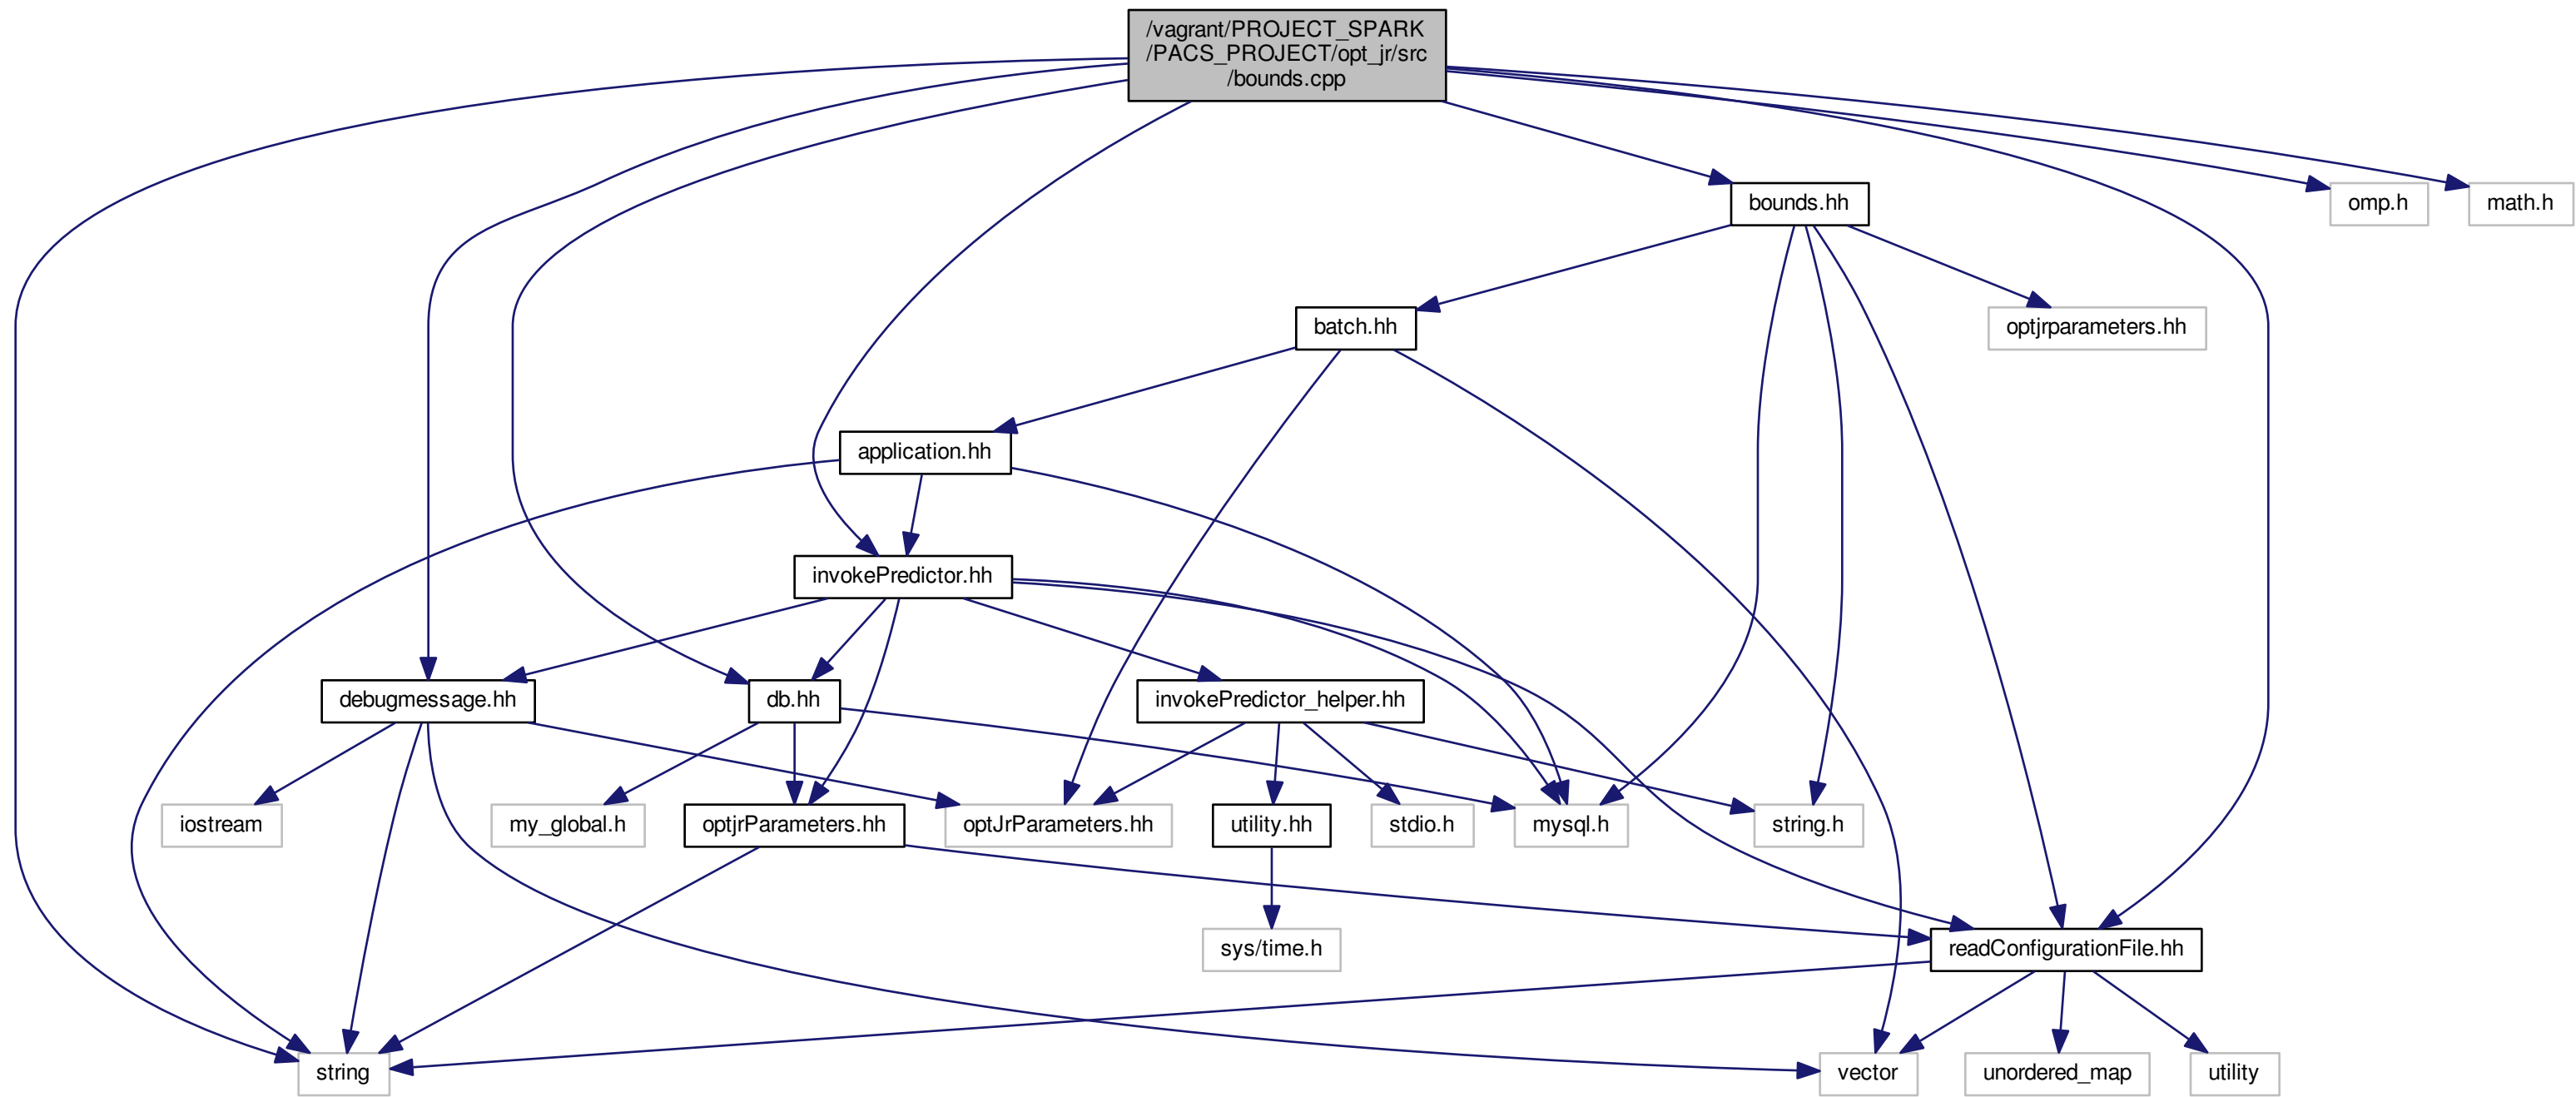 /vagrant/PROJECT_SPARK
/PACS_PROJECT/opt_jr/src
/bounds.cpp
bounds.hh
omp.h
math.h
batch.hh
optjrparameters.hh
application.hh
invokePredictor.hh
debugmessage.hh
db.hh
invokePredictor_helper.hh
iostream
my_global.h
optjrParameters.hh
optJrParameters.hh
utility.hh
stdio.h
mysql.h
string.h
sys/time.h
readConfigurationFile.hh
string
vector
unordered_map
utility